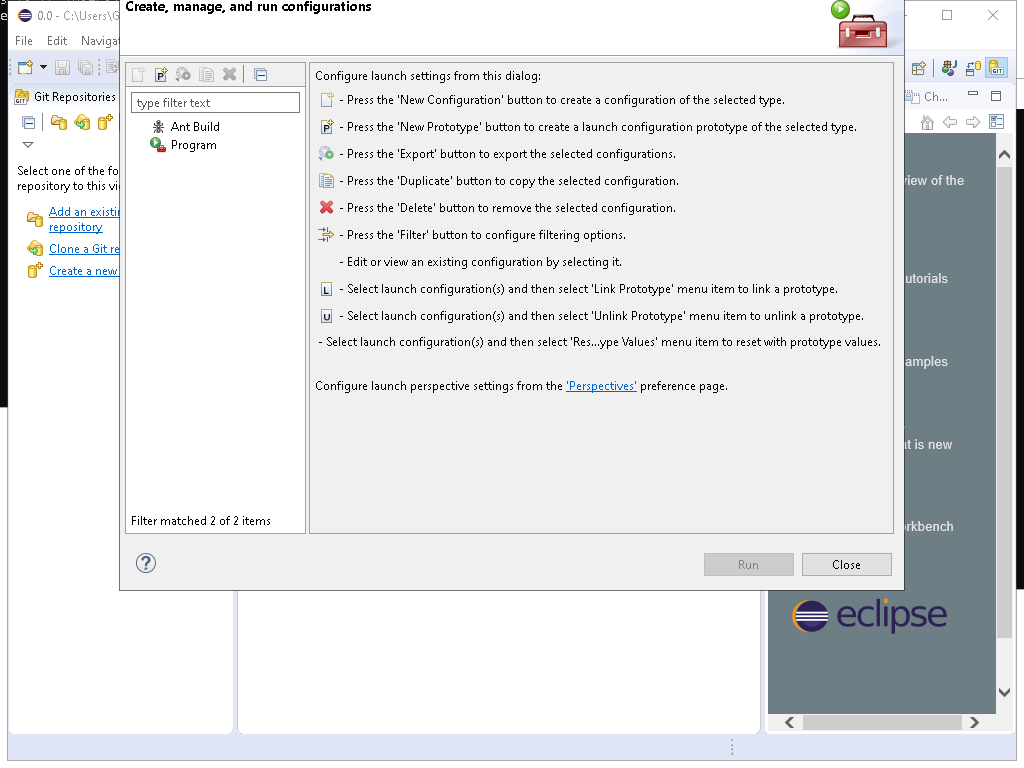 Create, manage, and run configurations
0.0 - C:\Users\G
File Edit Naviga
Git Repositories
Ch...
type filter text
Ant Build
Program
Filter matched 2 of 2 items
Configure launch settings from this dialog:
- Press the 'New Configuration' button to create a configuration of the selected type.
- Press the 'New Prototype' button to create a launch configuration prototype of the selected type.
- Press the 'Export' button to export the selected configurations.
- Press the 'Duplicate' button to copy the selected configuration.
- Press the 'Delete' button to remove the selected configuration.
- Press the 'Filter' button to configure filtering options.
- Edit or view an existing configuration by selecting it.
L - Select launch configuration(s) and then select 'Link Prototype' menu item to link a prototype.
U - Select launch configuration(s) and then select 'Unlink Prototype' menu item to unlink a prototype.
- Select launch configuration(s) and then select 'Res...ype Values' menu item to reset with prototype values.
Configure launch perspective settings from the 'Perspectives' preference page.
Run
Close
Select one of the fo
repository to this vi
Add an existi
repository
Clone a Git re
Create a new
view of the
utorials
amples
at is new
rkbench
eclipse